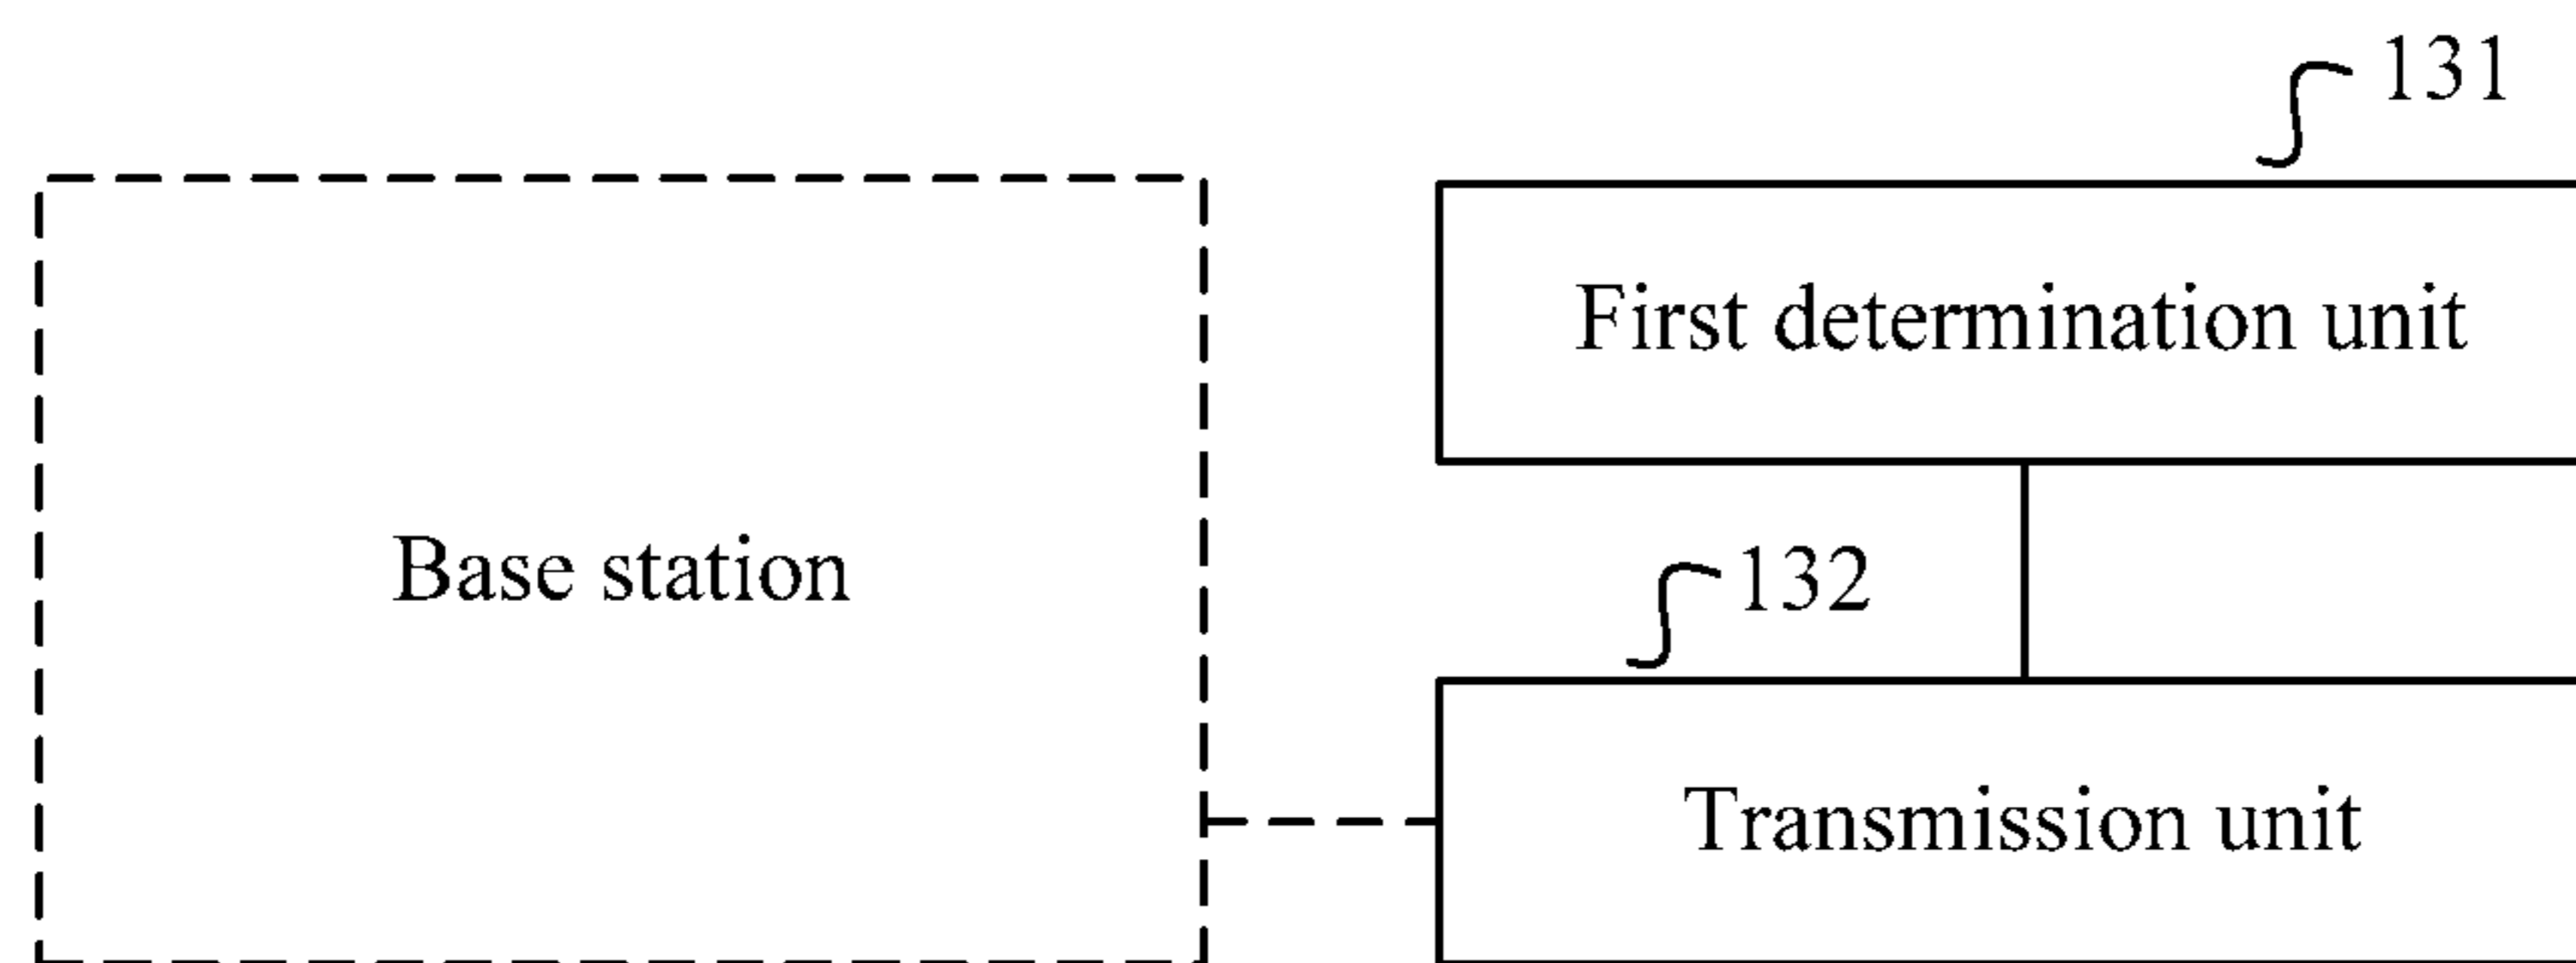 131
First determination unit
Base station
132
Transmission unit